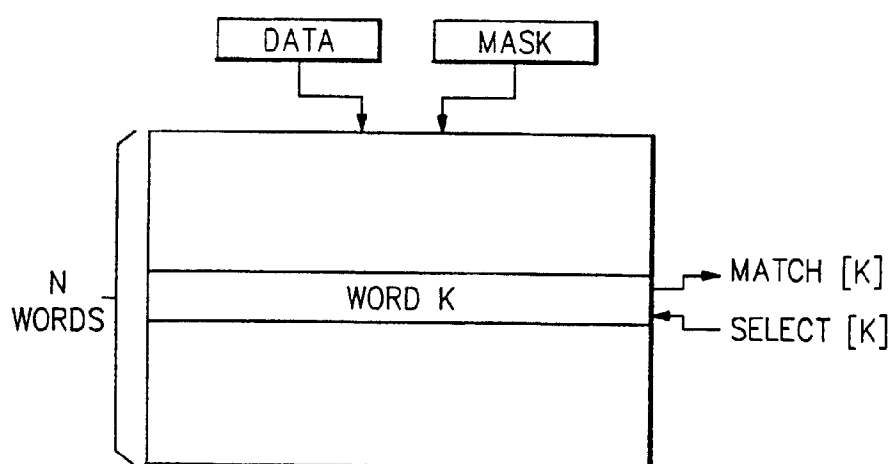 DATA
MASK
N
WORDS
WORD K
MATCH [K]
SELECT [K]